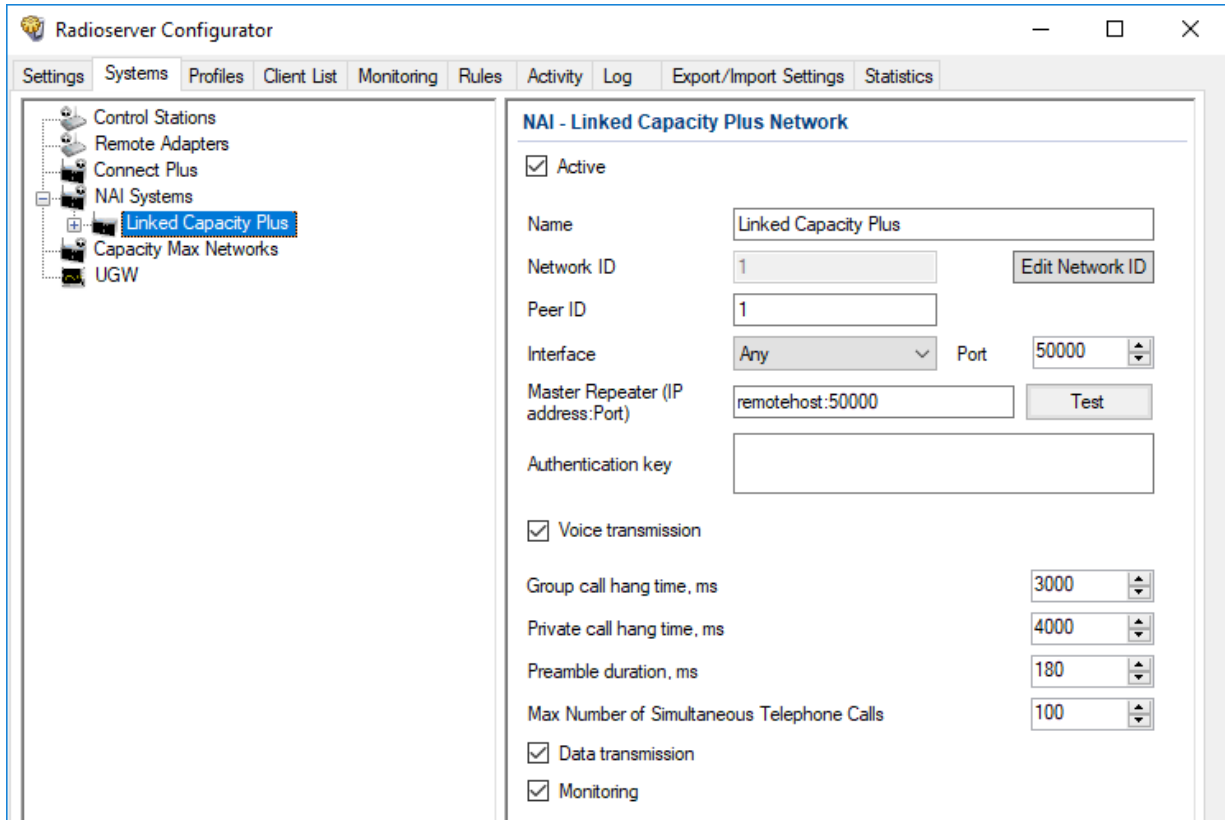 Radioserver Configurator
Settings Systems Profiles Client List Monitoring Rules Activity Log Export/Import Settings Statistics
Control Stations
Remote Adapters
Connect Plus
NAI Systems
Linked Capacity Plus
Capacity Max Networks
UGW
NAI - Linked Capacity Plus Network
Active
Name Linked Capacity Plus
Network ID 1 Edit Network ID
Peer ID 1
Interface Any Port 50000
Master Repeater (IP
address:Port) remotehost:50000 Test
Authentication key
Voice transmission
Group call hang time, ms 3000
Private call hang time, ms 4000
Preamble duration, ms 180
Max Number of Simultaneous Telephone Calls 100
Data transmission
Monitoring